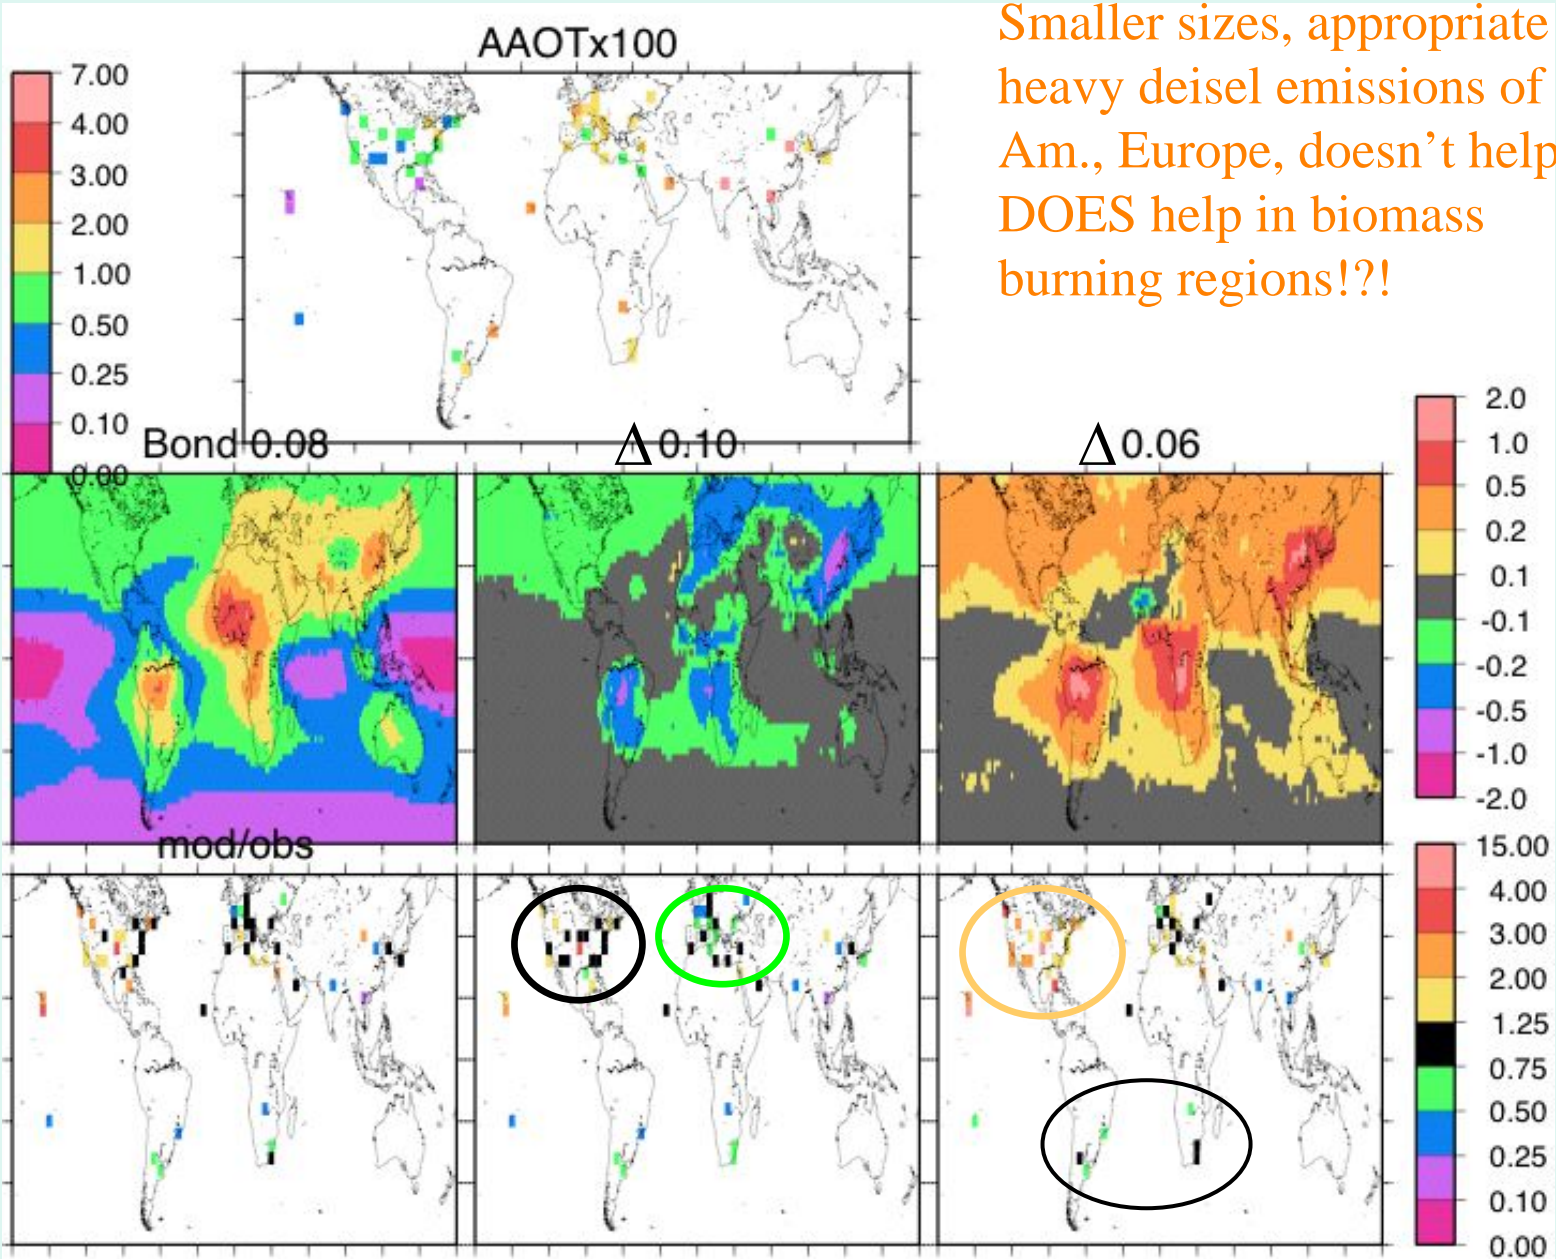 AAOTx100
Smaller sizes, appropriate
heavy deisel emissions of
Am., Europe, doesn't help
DOES help in biomass
burning regions!?!
7.00
4.00
3.00
2.00
1.00
0.50
0.25
0.10
0.00
Bond 0.08
Δ 0.10
Δ 0.06
2.0
1.0
0.5
0.2
0.1
-0.1
-0.2
-0.5
-1.0
-2.0
mod/obs
15.00
4.00
3.00
2.00
1.25
0.75
0.50
0.25
0.10
0.00